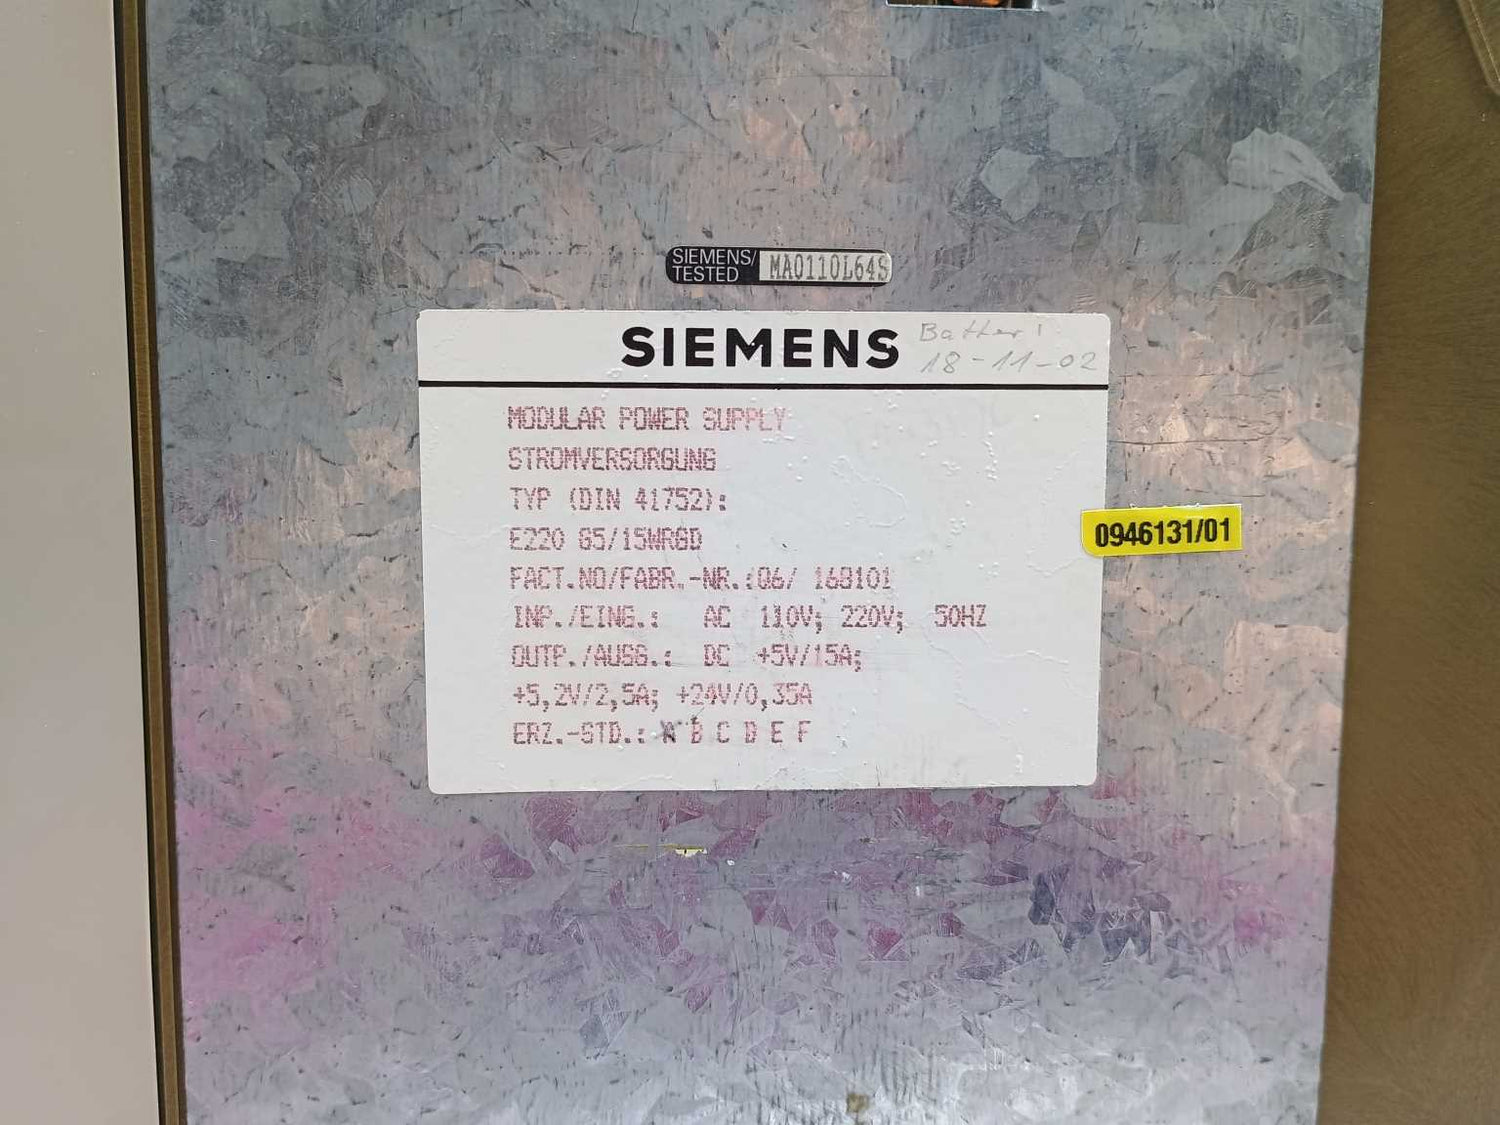 SIEMENS/
TESTED MA0110L64S
SIEMENS
Batter!
18-11-02
MODULAR POWER SUPPLY
STROMVERSORGUNG
TYP (DIN 41752):
E220 G5/15WRGD
FACT.NO/FABR.-NR.:Q6/ 168101
INP./EING.: AC 110V; 220V; 50HZ
OUTP./AUSG.: DC +5V/15A;
+5,2V/2,5A; +24V/0,35A
ERZ.-STD.: A B C D E F
0946131/01